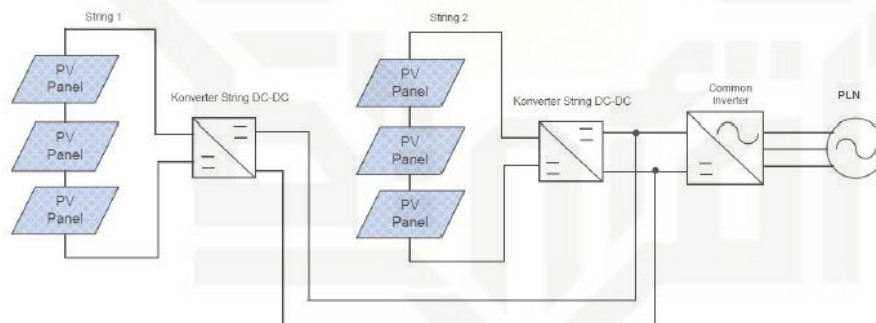 String 1
PV
Panel
PV
Panel
PV
Panel
Konverter String DC-DC
String 2
PV
Panel
PV
Panel
PV
Panel
Konverter String DC-DC
Common
Inverter
PLN